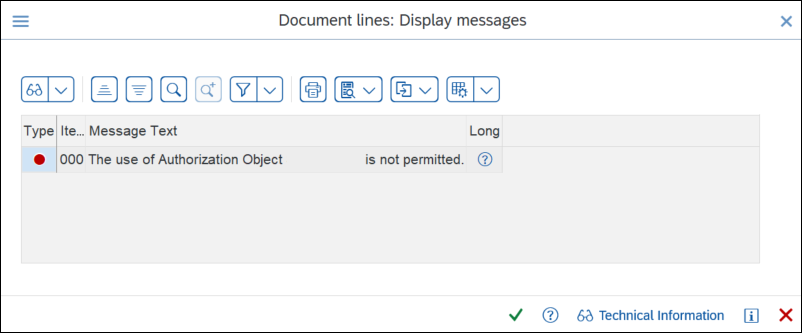 Document lines: Display messages
Type Ite... Message Text Long
000 The use of Authorization Object is not permitted.
Technical Information